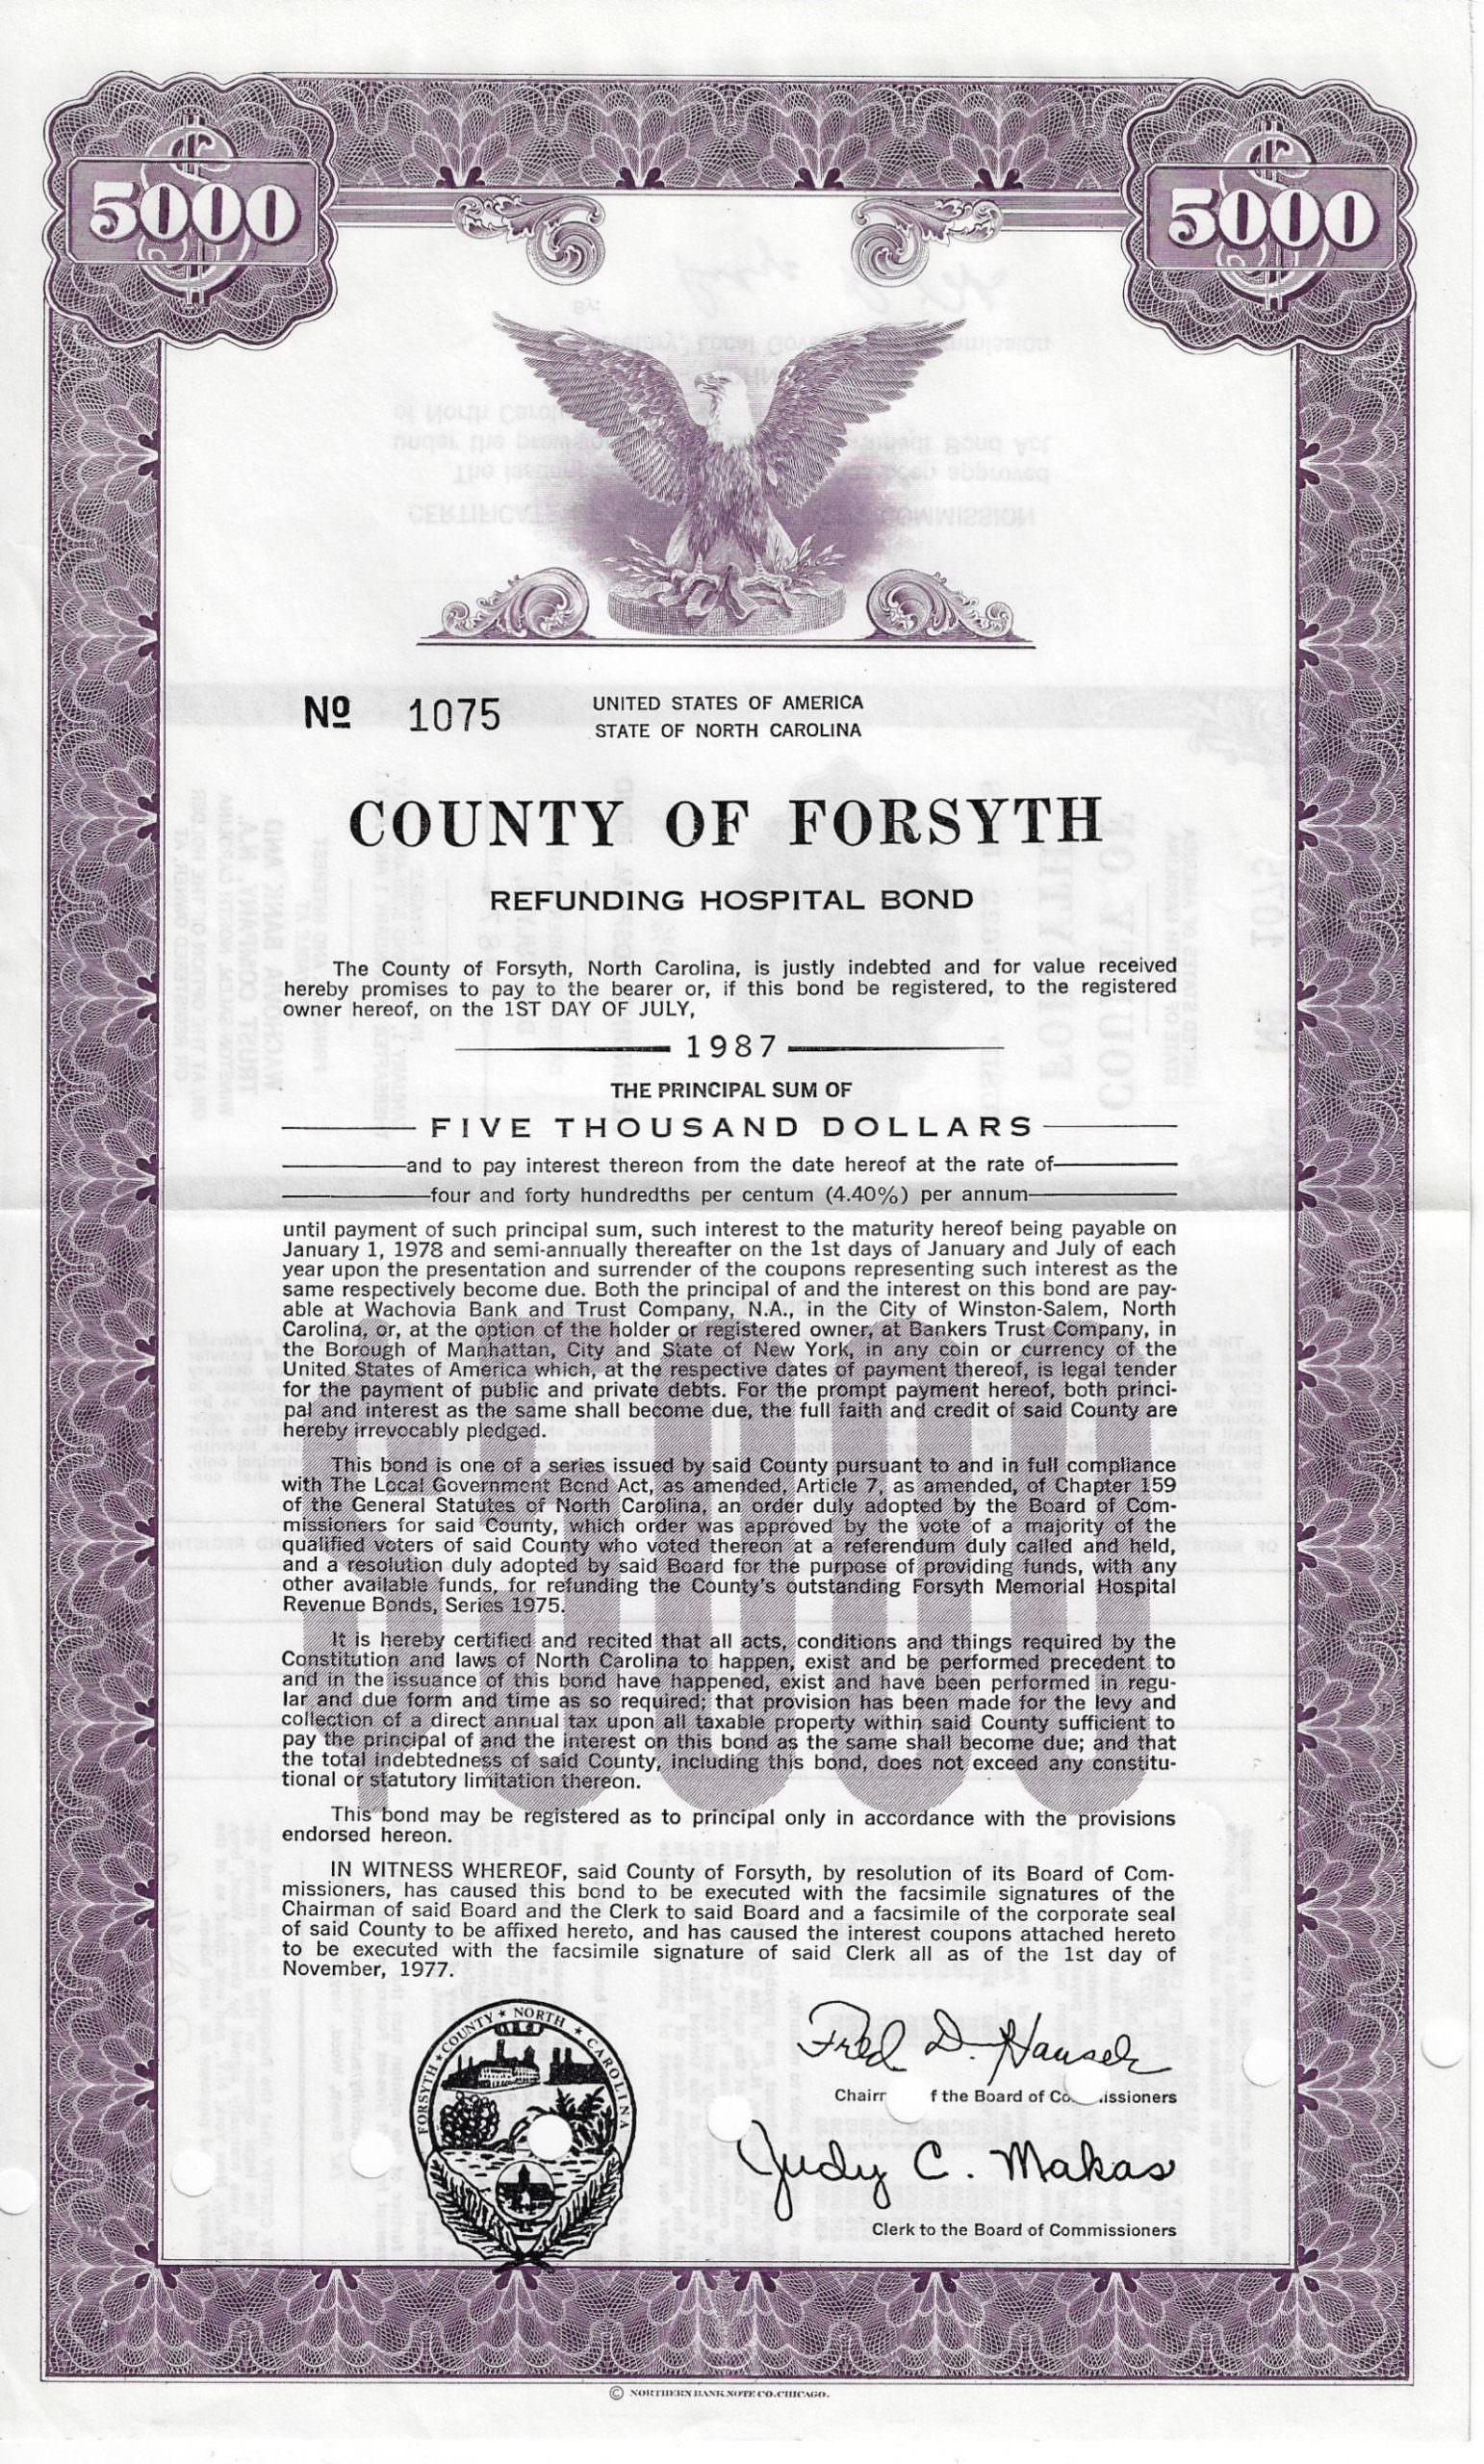 5000
5000
Nº 1075
UNITED STATES OF AMERICA
STATE OF NORTH CAROLINA
COUNTY OF FORSYTH
REFUNDING HOSPITAL BOND
The County of Forsyth, North Carolina, is justly indebted and for value received
hereby promises to pay to the bearer or, if this bond be registered, to the registered
owner hereof, on the 1ST DAY OF JULY,
1987
THE PRINCIPAL SUM OF
FIVE THOUSAND DOLLARS
and to pay interest thereon from the date hereof at the rate of
four and forty hundredths per centum (4.40%) per annum
until payment of such principal sum, such interest to the maturity hereof being payable on
January 1, 1978 and semi-annually thereafter on the 1st days of January and July of each
year upon the presentation and surrender of the coupons representing such interest as the
same respectively become due. Both the principal of and the interest on this bond are pay-
able at Wachovia Bank and Trust Company, N.A., in the City of Winston-Salem, North
Carolina, or, at the option of the holder or registered owner, at Bankers Trust Company, in
the Borough of Manhattan, City and State of New York, in any coin or currency of the
United States of America which, at the respective dates of payment thereof, is legal tender
for the payment of public and private debts. For the prompt payment hereof, both princi-
pal and interest as the same shall become due, the full faith and credit of said County are
hereby irrevocably pledged.
This bond is one of a series issued by said County pursuant to and in full compliance
with The Local Government Bond Act, as amended, Article 7, as amended, of Chapter 159
of the General Statutes of North Carolina, an order duly adopted by the Board of Com-
missioners for said County, which order was approved by the vote of a majority of the
qualified voters of said County who voted thereon at a referendum duly called and held,
and a resolution duly adopted by said Board for the purpose of providing funds, with any
other available funds, for refunding the County's outstanding Forsyth Memorial Hospital
Revenue Bonds, Series 1975.
It is hereby certified and recited that all acts, conditions and things required by the
Constitution and laws of North Carolina to happen, exist and be performed precedent to
and in the issuance of this bond have happened, exist and have been performed in regu-
lar and due form and time as so required; that provision has been made for the levy and
collection of a direct annual tax upon all taxable property within said County sufficient to
pay the principal of and the interest on this bond as the same shall become due; and that
the total indebtedness of said County, including this bond, does not exceed any constitu-
tional or statutory limitation thereon.
$5000
This bond may be registered as to principal only in accordance with the provisions
endorsed hereon.
IN WITNESS WHEREOF, said County of Forsyth, by resolution of its Board of Com-
missioners, has caused this bond to be executed with the facsimile signatures of the
Chairman of said Board and the Clerk to said Board and a facsimile of the corporate seal
of said County to be affixed hereto, and has caused the interest coupons attached hereto
to be executed with the facsimile signature of said Clerk all as of the 1st day of
November, 1977.
FORSYTH ★ COUNTY ★ NORTH ★ CAROLINA
Fred D. Hauser
Chairr f the Board of Co issioners
Judy C. Makas
Clerk to the Board of Commissioners
© NORTHERN BANK NOTE CO. CHICAGO.